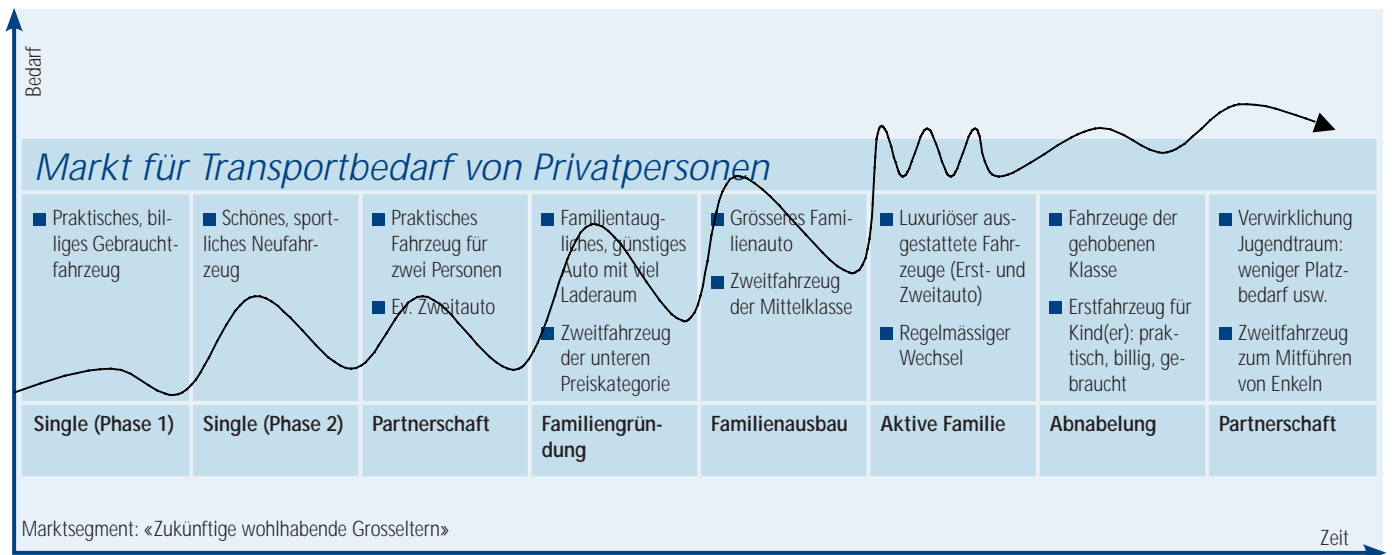 Bedarf
Markt für Transportbedarf von Privatpersonen
Praktisches, bil-
liges Gebraucht-
fahrzeug
Schönes, sport-
liches Neufahr-
zeug
Praktisches
Fahrzeug für
zwei Personen
Ev. Zweitauto
Familientaug-
liches, günstiges
Auto mit viel
Laderaum
Zweitfahrzeug
der unteren
Preiskategorie
Grösseres Fami-
lienauto
Zweitfahrzeug
der Mittelklasse
Luxuriöser aus-
gestattete Fahr-
zeuge (Erst- und
Zweitauto)
Regelmässiger
Wechsel
Fahrzeuge der
gehobenen
Klasse
Erstfahrzeug für
Kind(er): prak-
tisch, billig, ge-
braucht
Verwirklichung
Jugendtraum:
weniger Platz-
bedarf usw.
Zweitfahrzeug
zum Mitführen
von Enkeln
Single (Phase 1)
Single (Phase 2)
Partnerschaft
Familiengrün-
dung
Familienausbau
Aktive Familie
Abnabelung
Partnerschaft
Marktsegment: «Zukünftige wohlhabende Grosseltern»
Zeit